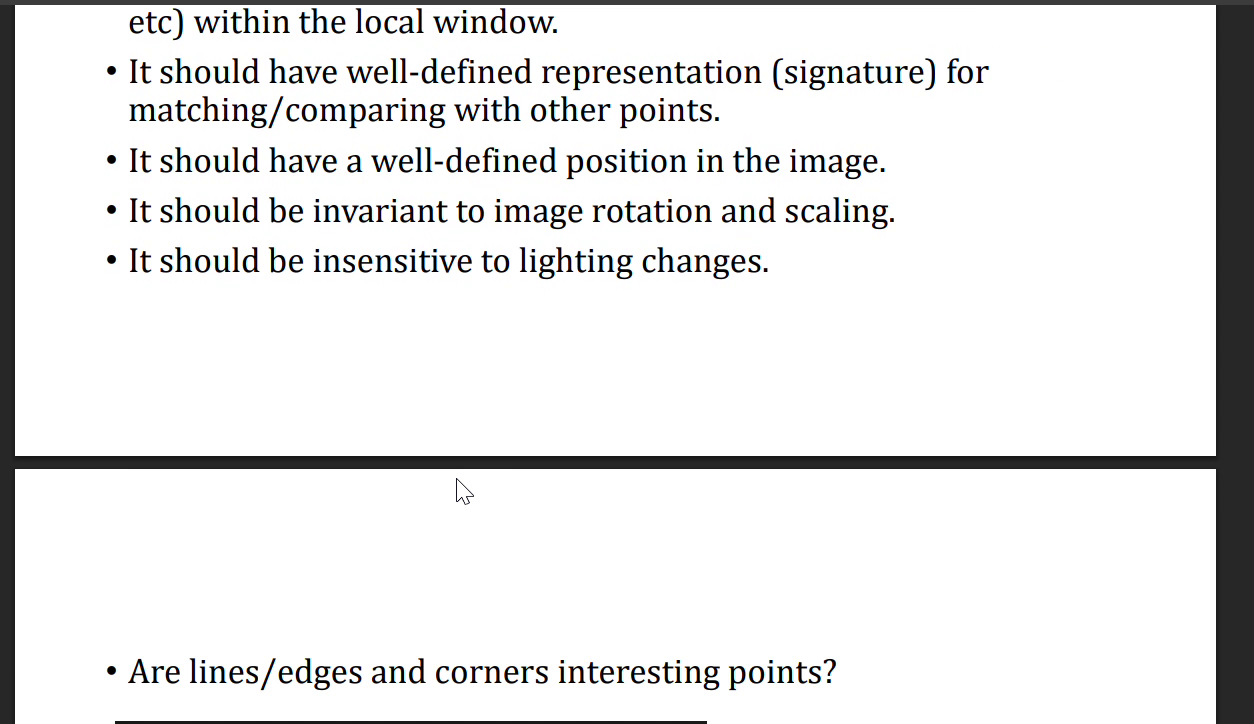 etc) within the local window.
• It should have well-defined representation (signature) for
matching/comparing with other points.
• It should have a well-defined position in the image.
• It should be invariant to image rotation and scaling.
• It should be insensitive to lighting changes.
• Are lines/edges and corners interesting points?